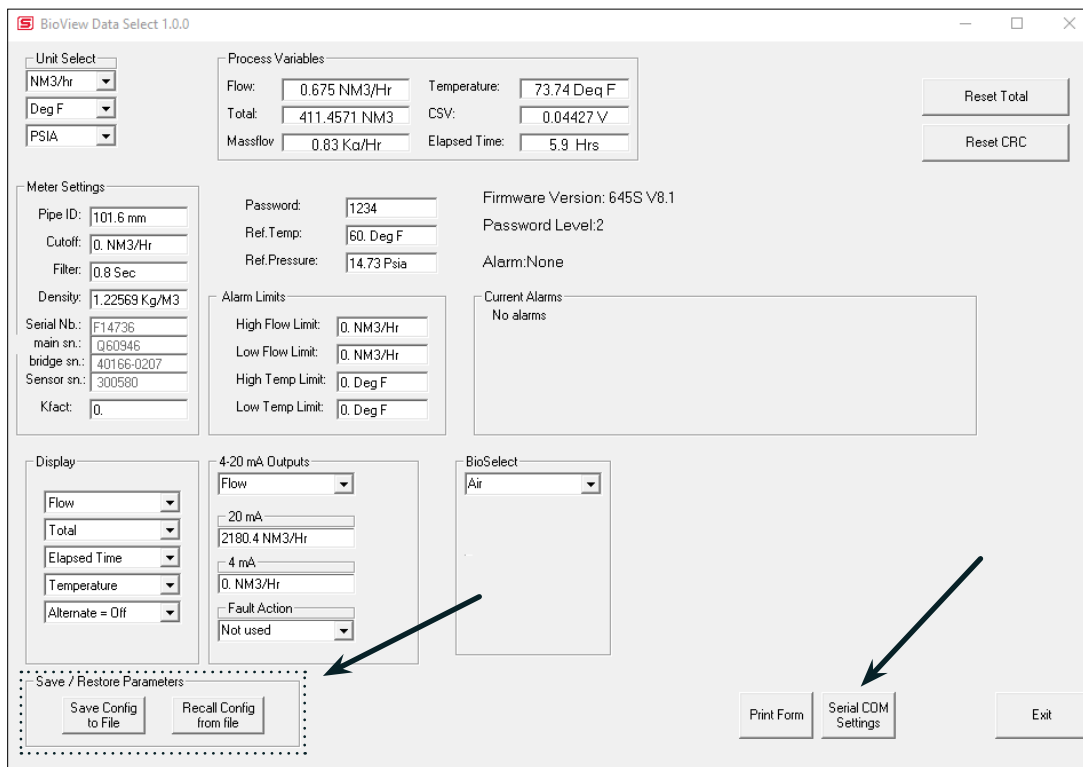 S BioView Data Select 1.0.0
Unit Select
NM3/hr
Deg F
PSIA
Process Variables
Flow: 0.675 NM3/Hr Temperature: 73.74 Deg F
Total: 411.4571 NM3 CSV: 0.04427 V
Massflov 0.83 Kg/Hr Elapsed Time: 5.9 Hrs
Reset Total
Reset CRC
Meter Settings
Pipe ID: 101.6 mm
Cutoff: 0. NM3/Hr
Filter: 0.8 Sec
Density: 1.22569 Kg/M3
Serial Nb.: F14736
main sn.: Q60946
bridge sn.: 40166-0207
Sensor sn.: 300580
Kfact: 0.
Password: 1234
Ref.Temp: 60. Deg F
Ref.Pressure: 14.73 Psia
Firmware Version: 645S V8.1
Password Level:2
Alarm:None
Alarm Limits
High Flow Limit: 0. NM3/Hr
Low Flow Limit: 0. NM3/Hr
High Temp Limit: 0. Deg F
Low Temp Limit: 0. Deg F
Current Alarms
No alarms
Display
Flow
Total
Elapsed Time
Temperature
Alternate = Off
4-20 mA Outputs
Flow
20 mA
2180.4 NM3/Hr
4 mA
0. NM3/Hr
Fault Action
Not used
BioSelect
Air
Save / Restore Parameters
Save Config
to File
Recall Config
from file
Print Form
Serial COM
Settings
Exit